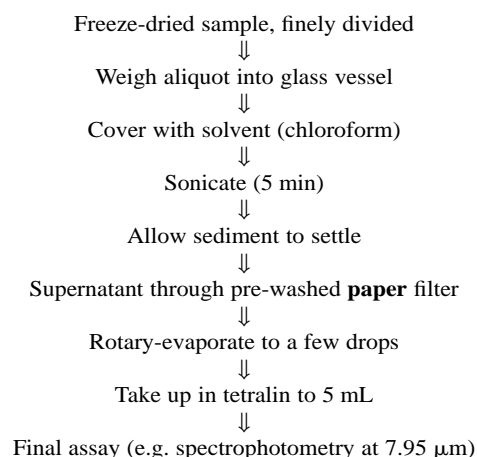 Freeze-dried sample, finely divided
⇓
Weigh aliquot into glass vessel
⇓
Cover with solvent (chloroform)
⇓
Sonicate (5 min)
⇓
Allow sediment to settle
⇓
Supernatant through pre-washed paper filter
⇓
Rotary-evaporate to a few drops
⇓
Take up in tetralin to 5 mL
⇓
Final assay (e.g. spectrophotometry at 7.95 μm)